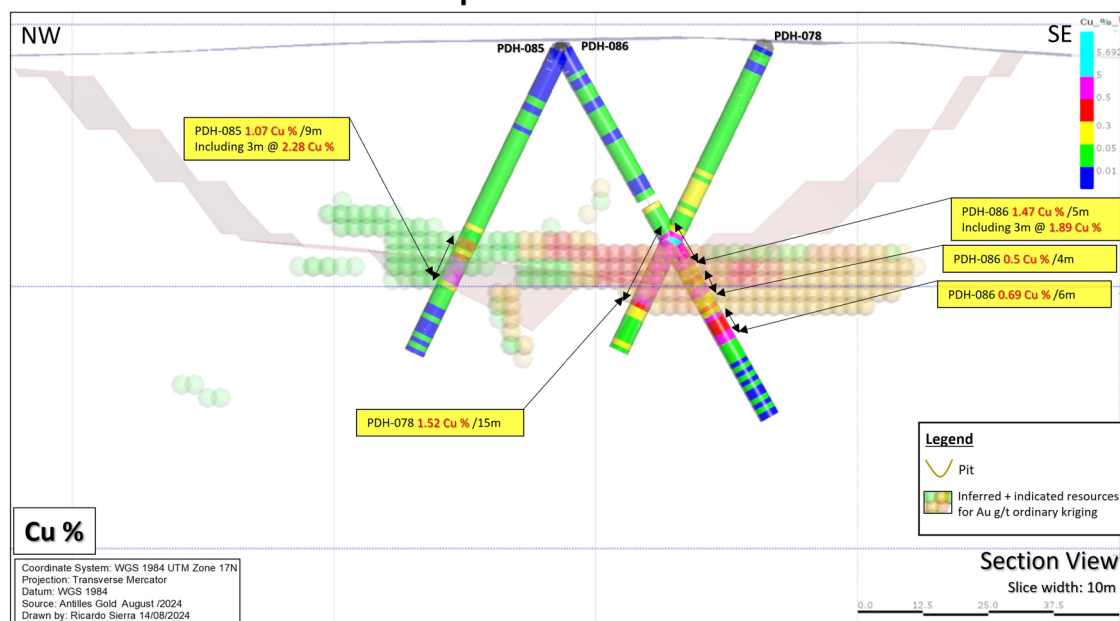 NW
SE
PDH-085
PDH-086
PDH-078
Cu_%_
5.692
5
0.5
0.3
0.05
0.01
PDH-085 1.07 Cu % /9m
Including 3m @ 2.28 Cu %
PDH-086 1.47 Cu % /5m
Including 3m @ 1.89 Cu %
PDH-086 0.5 Cu % /4m
PDH-086 0.69 Cu % /6m
PDH-078 1.52 Cu % /15m
Legend
Pit
Inferred + indicated resources
for Au g/t ordinary kriging
Cu %
Coordinate System: WGS 1984 UTM Zone 17N
Projection: Transverse Mercator
Datum: WGS 1984
Source: Antilles Gold August /2024
Drawn by: Ricardo Sierra 14/08/2024
Section View
Slice width: 10m
0.0 12.5 25.0 37.5